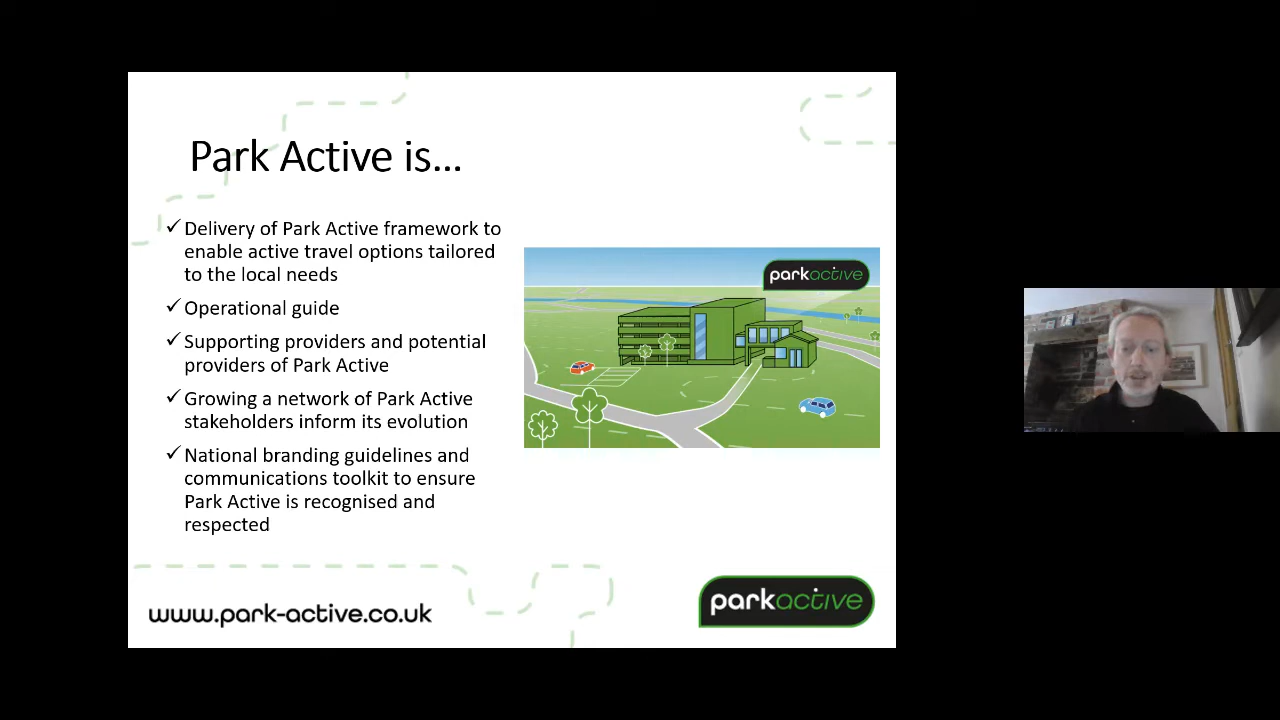 Park Active is...
✓Delivery of Park Active framework to
enable active travel options tailored
to the local needs
✓Operational guide
✓Supporting providers and potential
providers of Park Active
✓Growing a network of Park Active
stakeholders inform its evolution
✓National branding guidelines and
communications toolkit to ensure
Park Active is recognised and
respected
parkactive
www.park-active.co.uk
parkactive